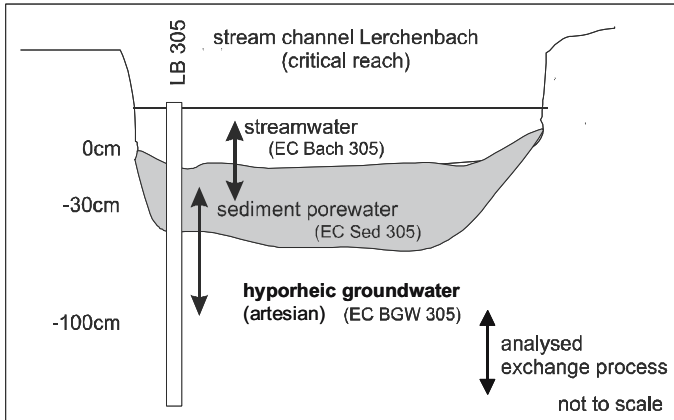 LB 305
stream channel Lerchenbach
(critical reach)
streamwater
(EC Bach 305)
0cm
-30cm
sediment porewater
(EC Sed 305)
hyporheic groundwater
(artesian) (EC BGW 305)
-100cm
analysed
exchange process
not to scale